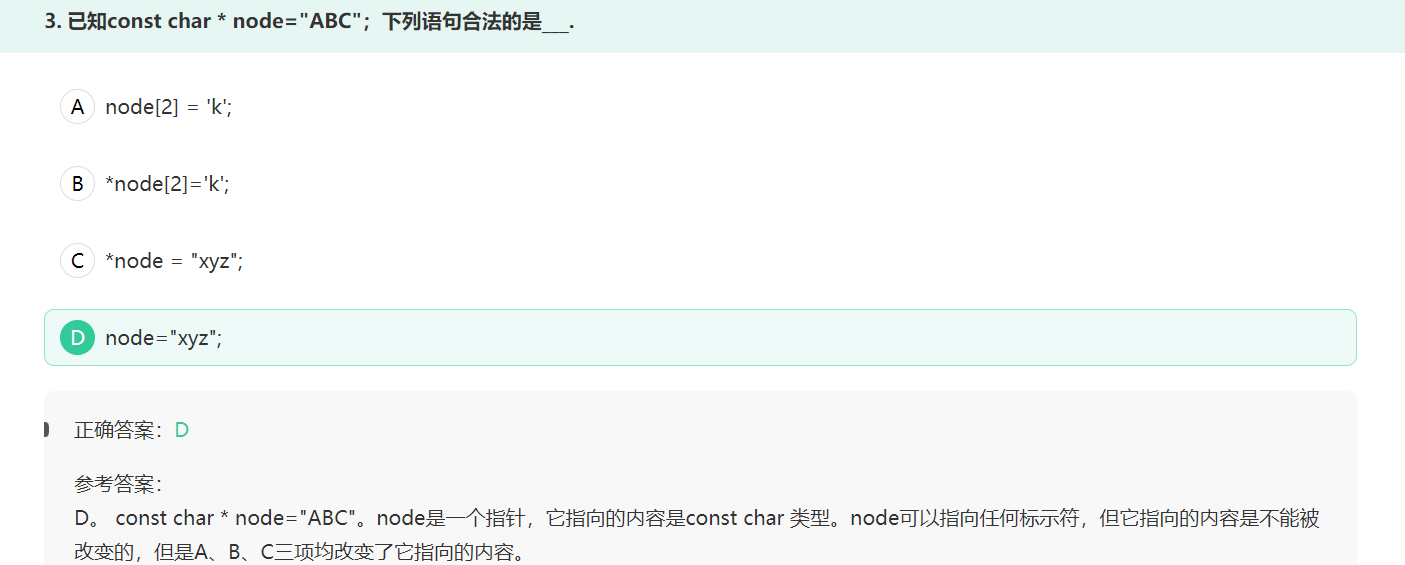 3. 已知const char * node="ABC"；下列语句合法的是___.
A node[2] = 'k';
B *node[2]='k';
C *node = "xyz";
D node="xyz";
正确答案：D
参考答案：
D。 const char * node="ABC"。node是一个指针，它指向的内容是const char 类型。node可以指向任何标示符，但它指向的内容是不能被
改变的，但是A、B、C三项均改变了它指向的内容。